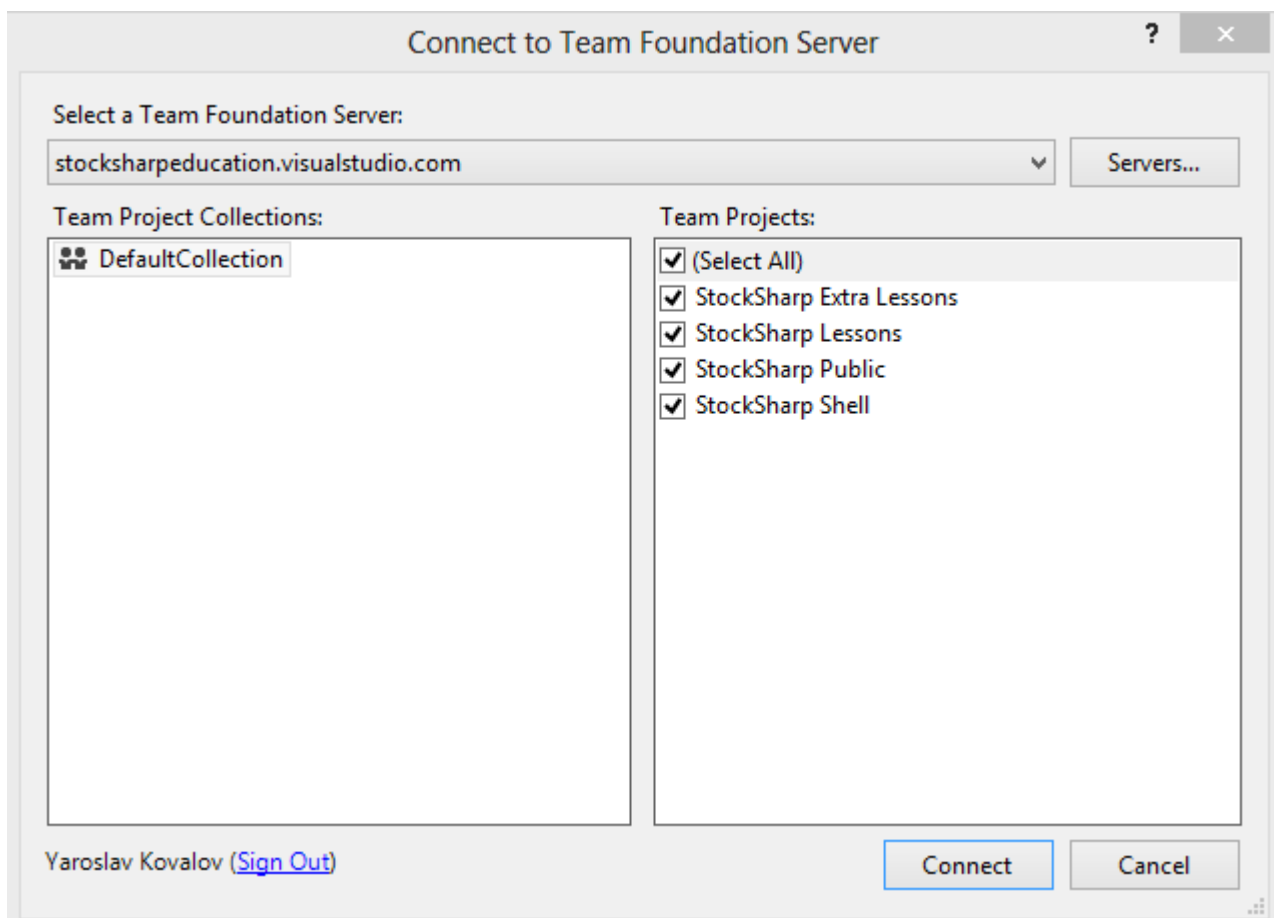 Connect to Team Foundation Server
?
Select a Team Foundation Server:
stocksharpeducation.visualstudio.com
Servers...
Team Project Collections:
Team Projects:
DefaultCollection
(Select All)
StockSharp Extra Lessons
StockSharp Lessons
StockSharp Public
StockSharp Shell
Yaroslav Kovalov (Sign Out)
Connect
Cancel